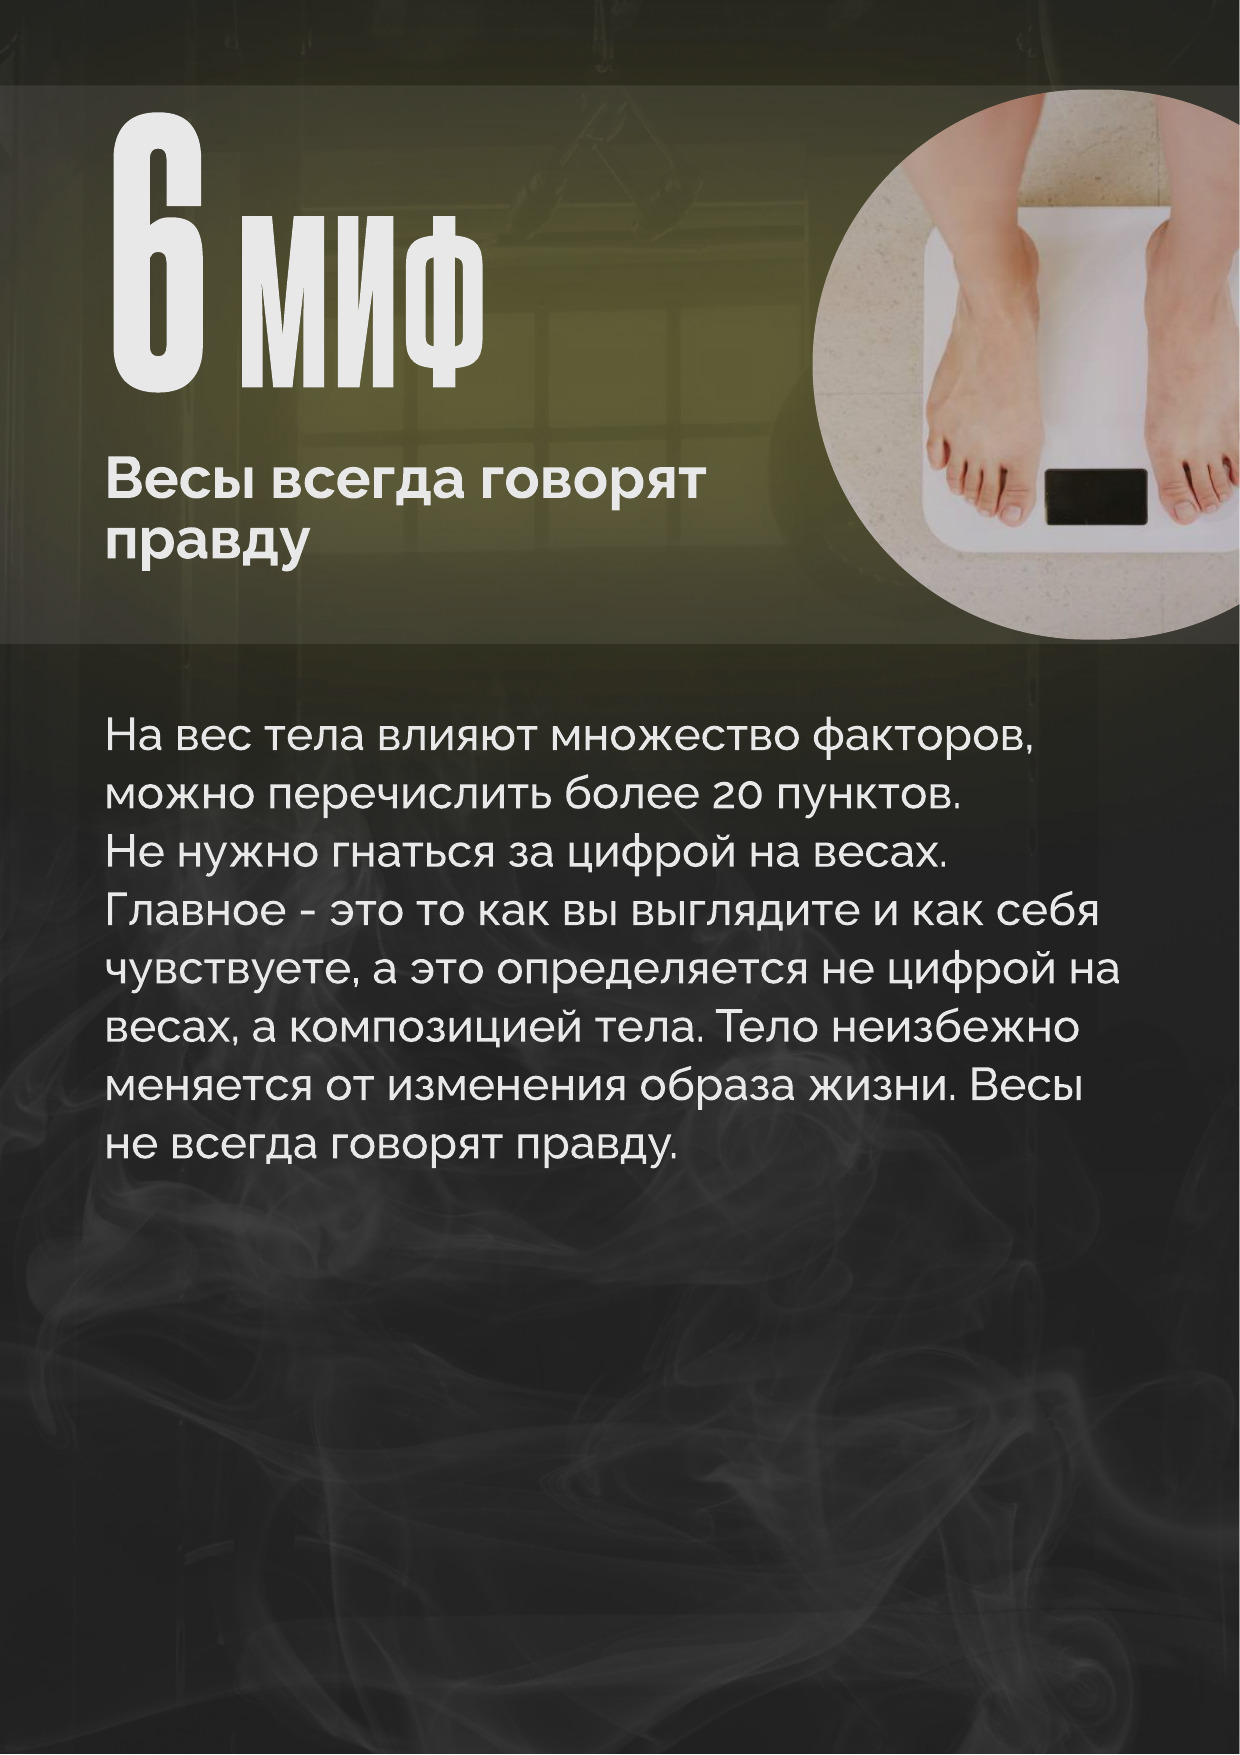 6 МИФ
Весы всегда говорят
правду
На вес тела влияют множество факторов,
можно перечислить более 20 пунктов.
Не нужно гнаться за цифрой на весах.
Главное - это то как вы выглядите и как себя
чувствуете, а это определяется не цифрой на
весах, а композицией тела. Тело неизбежно
меняется от изменения образа жизни. Весы
не всегда говорят правду.